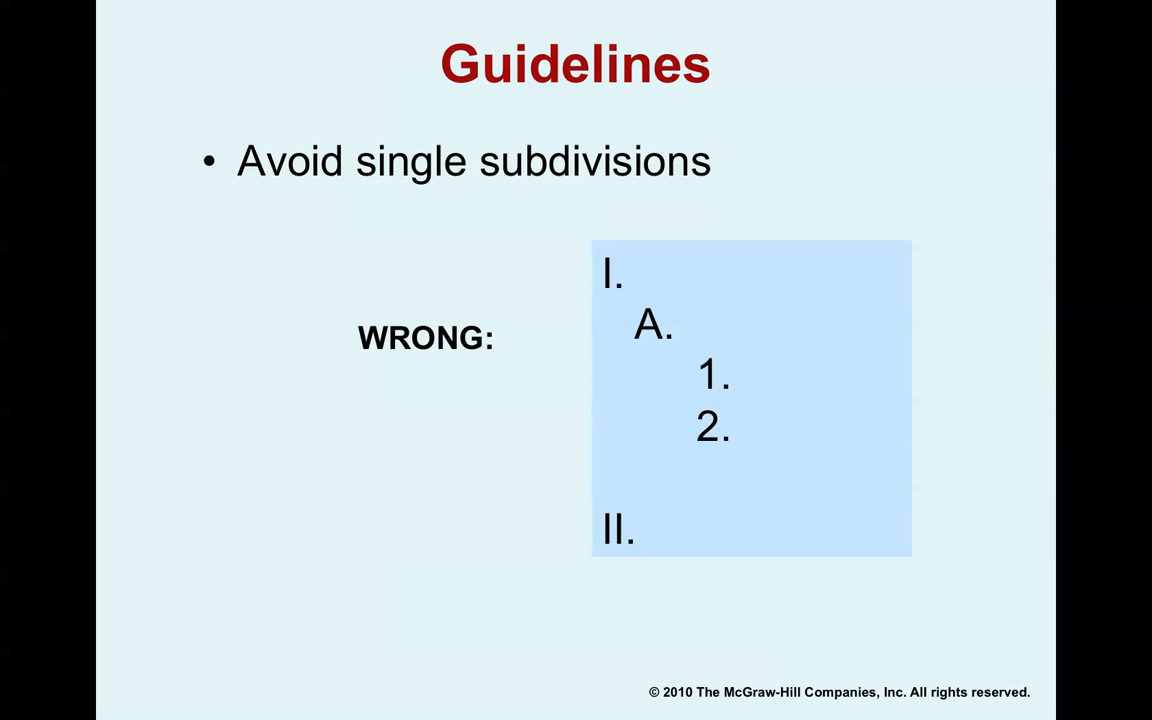 Guidelines
• Avoid single subdivisions
I.
A.
WRONG:
1.
2.
II.
© 2010 The McGraw-Hill Companies, Inc. All rights reserved.